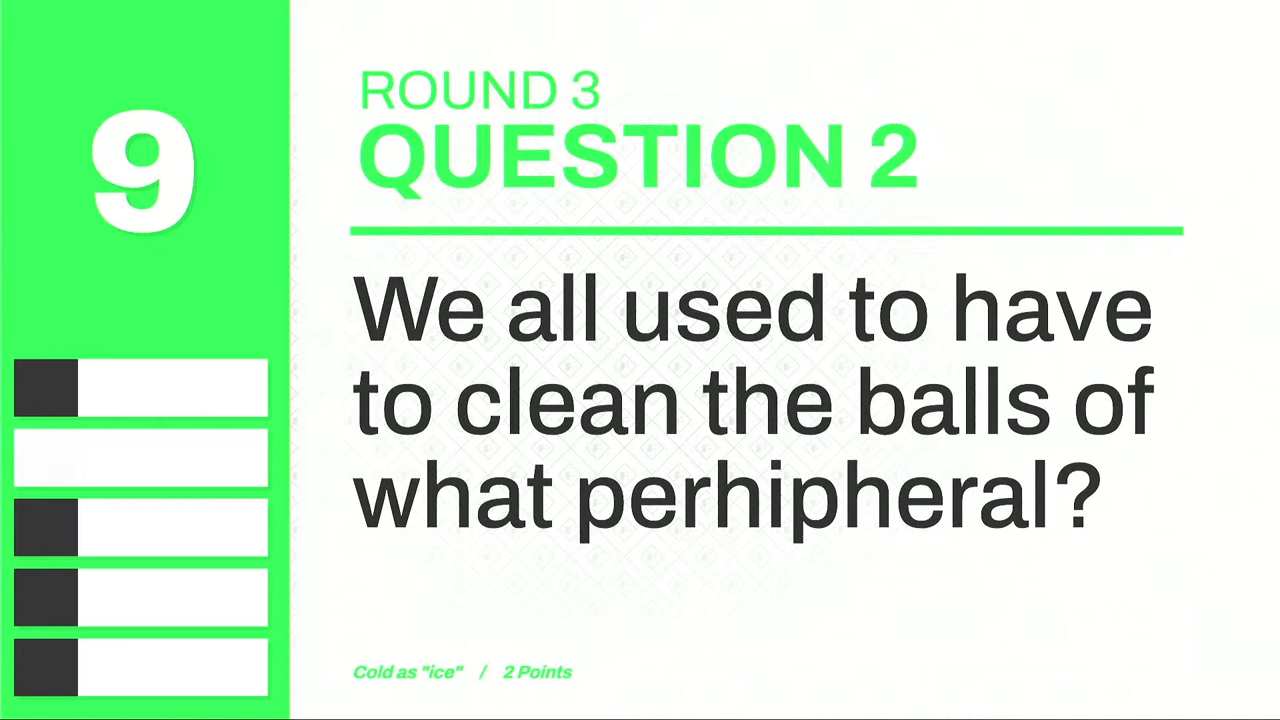 9
ROUND 3
QUESTION 2
We all used to have
to clean the balls of
what perhipheral?
Cold as "ice" / 2 Points